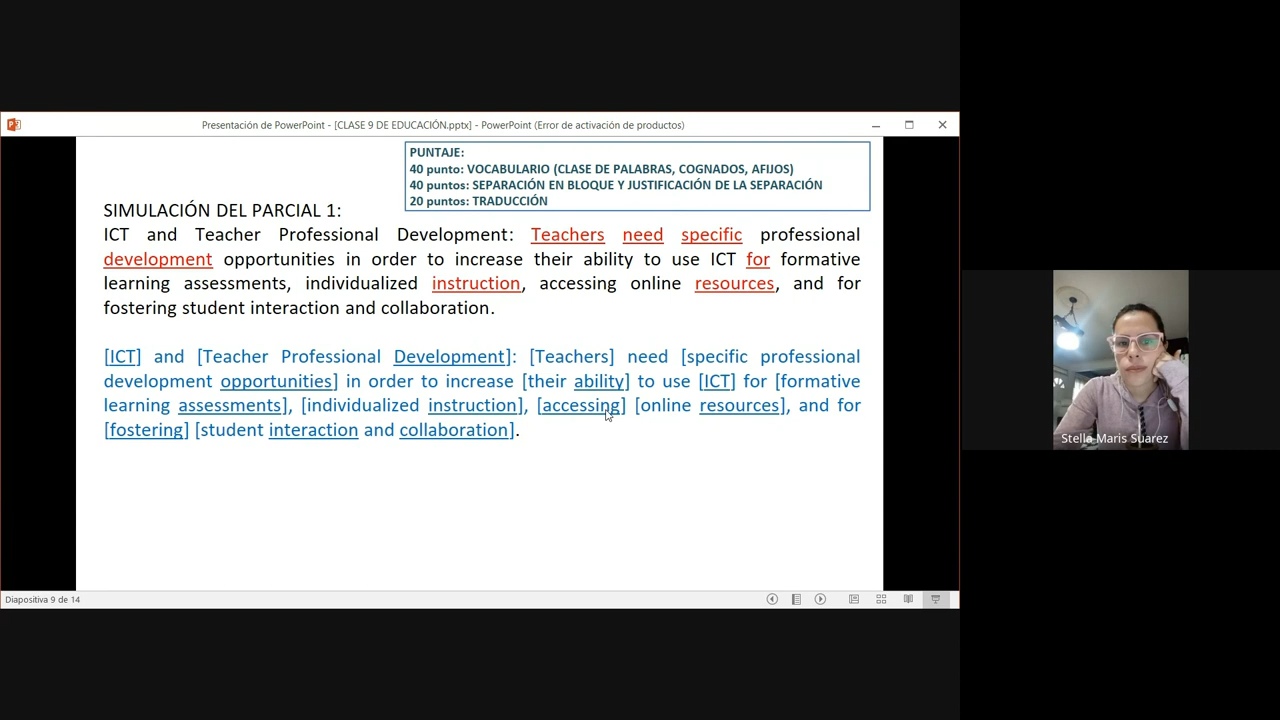 Presentación de PowerPoint - [CLASE 9 DE EDUCACIÓN.pptx] - PowerPoint (Error de activación de productos)
PUNTAJE:
40 punto: VOCABULARIO (CLASE DE PALABRAS, COGNADOS, AFIJOS)
40 puntos: SEPARACIÓN EN BLOQUE Y JUSTIFICACIÓN DE LA SEPARACIÓN
20 puntos: TRADUCCIÓN
SIMULACIÓN DEL PARCIAL 1:
ICT and Teacher Professional Development: Teachers need specific professional
development opportunities in order to increase their ability to use ICT for formative
learning assessments, individualized instruction, accessing online resources, and for
fostering student interaction and collaboration.
[ICT] and [Teacher Professional Development]: [Teachers] need [specific professional
development opportunities] in order to increase [their ability] to use [ICT] for [formative
learning assessments], [individualized instruction], [accessing] [online resources], and for
[fostering] [student interaction and collaboration].
Stella Maris Suarez
Diapositiva 9 de 14